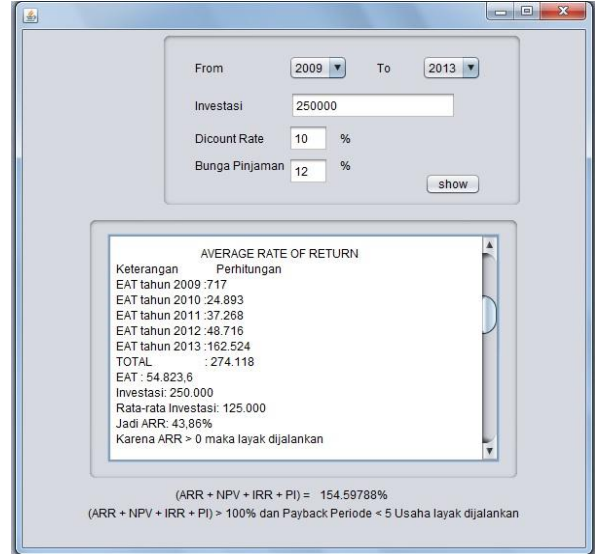 From 2009 To 2013
Investasi 250000
Dicount Rate 10 %
Bunga Pinjaman 12 %
show
AVERAGE RATE OF RETURN
Keterangan Perhitungan
EAT tahun 2009 :717
EAT tahun 2010 :24.893
EAT tahun 2011 :37.268
EAT tahun 2012 :48.716
EAT tahun 2013 :162.524
TOTAL : 274.118
EAT : 54.823,6
Investasi: 250.000
Rata-rata Investasi: 125.000
Jadi ARR: 43,86%
Karena ARR > 0 maka layak dijalankan
(ARR + NPV + IRR + PI) = 154.59788%
(ARR + NPV + IRR + PI) > 100% dan Payback Periode < 5 Usaha layak dijalankan